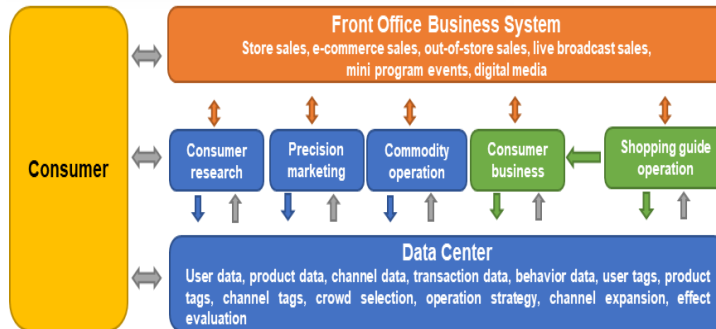 Front Office Business System
Store sales, e-commerce sales, out-of-store sales, live broadcast sales,
mini program events, digital media
Consumer
Consumer
research
Precision
marketing
Commodity
operation
Consumer
business
Shopping guide
operation
Data Center
User data, product data, channel data, transaction data, behavior data, user tags, product
tags, channel tags, crowd selection, operation strategy, channel expansion, effect
evaluation